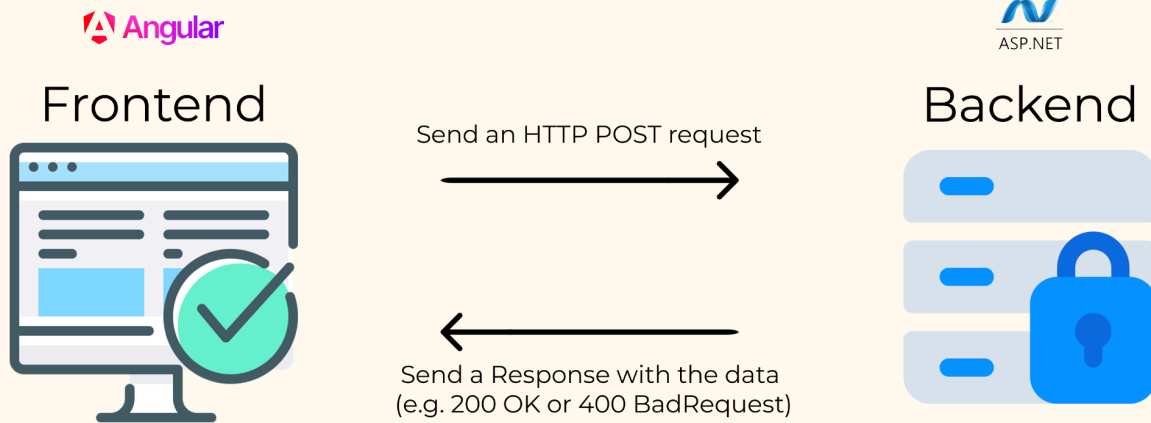 Angular
ASP.NET
Frontend
Backend
Send an HTTP POST request
Send a Response with the data
(e.g. 200 OK or 400 BadRequest)